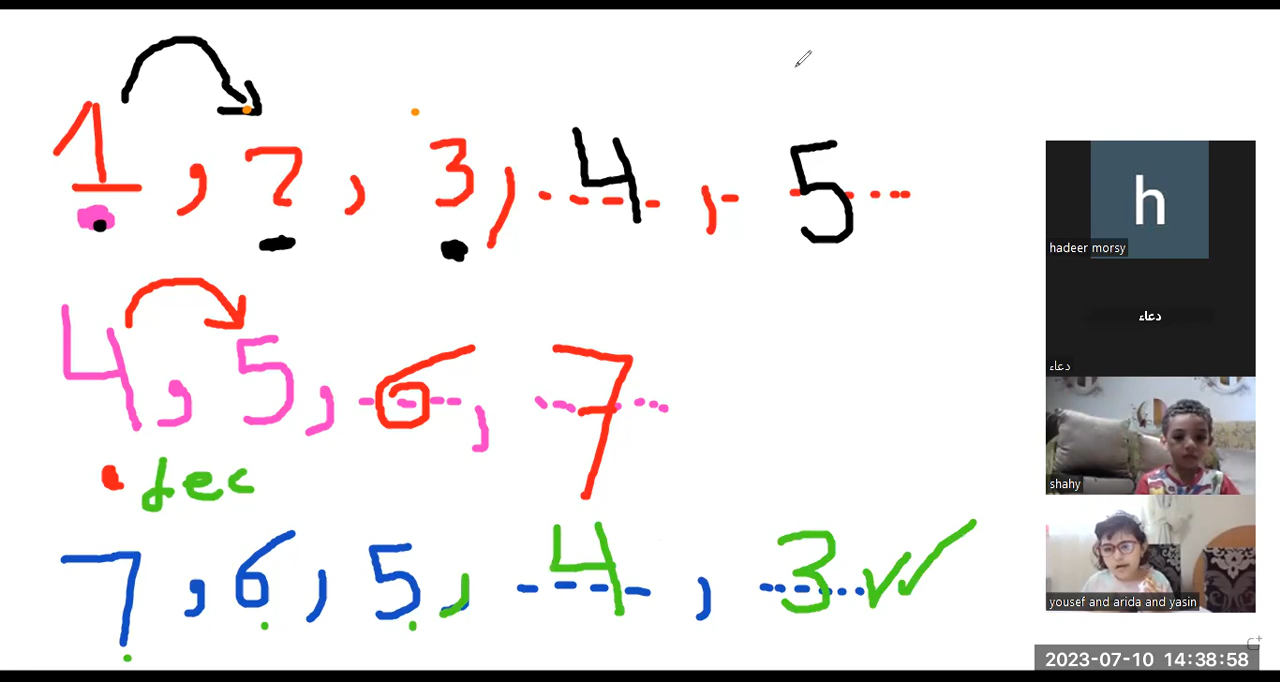 1, 2, 3, 4, 5
4, 5, 6, 7
dec
7, 6, 5, 4, 3
h
hadeer morsy
دعاء
دعاء
shahy
yousef and arida and yasin
2023-07-10 14:38:58